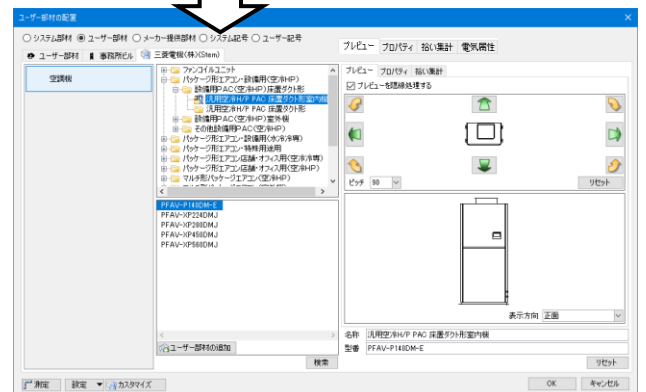 ユーザー部材の配置
システム部材 ユーザー部材 メーカー提供部材 システム記号 ユーザー記号
ユーザー部材 事務所ビル 三菱電機(株)(Stem)
プレビュー プロパティ 拾い集計 電気属性
空調機
ファンコイルユニット
パッケージ形エアコン・設備用(空冷HP)
設備用PAC(空冷HP)床置ダクト形
汎用空冷H/P PAC 床置ダクト形室内機
汎用空冷H/P PAC 床置ダクト形
設備用PAC(空冷HP)室外機
その他設備用PAC(空冷HP)
パッケージ形エアコン・設備用(水冷冷専)
パッケージ形エアコン・特殊用途用
パッケージ形エアコン店舗・オフィス用(空冷冷専)
パッケージ形エアコン店舗・オフィス用(空冷HP)
マルチ形パッケージエアコン(空冷HP)
PFAV-P140DM-E
PFAV-XP224DMJ
PFAV-XP280DMJ
PFAV-XP450DMJ
PFAV-XP560DMJ
ユーザー部材の追加
検索
プレビュー プロパティ 拾い集計
プレビューを隠線処理する
ピッチ 90
リセット
表示方向 正面
名称 汎用空冷H/P PAC 床置ダクト形室内機
型番 PFAV-P140DM-E
リセット
測定 設定 カスタマイズ
OK キャンセル